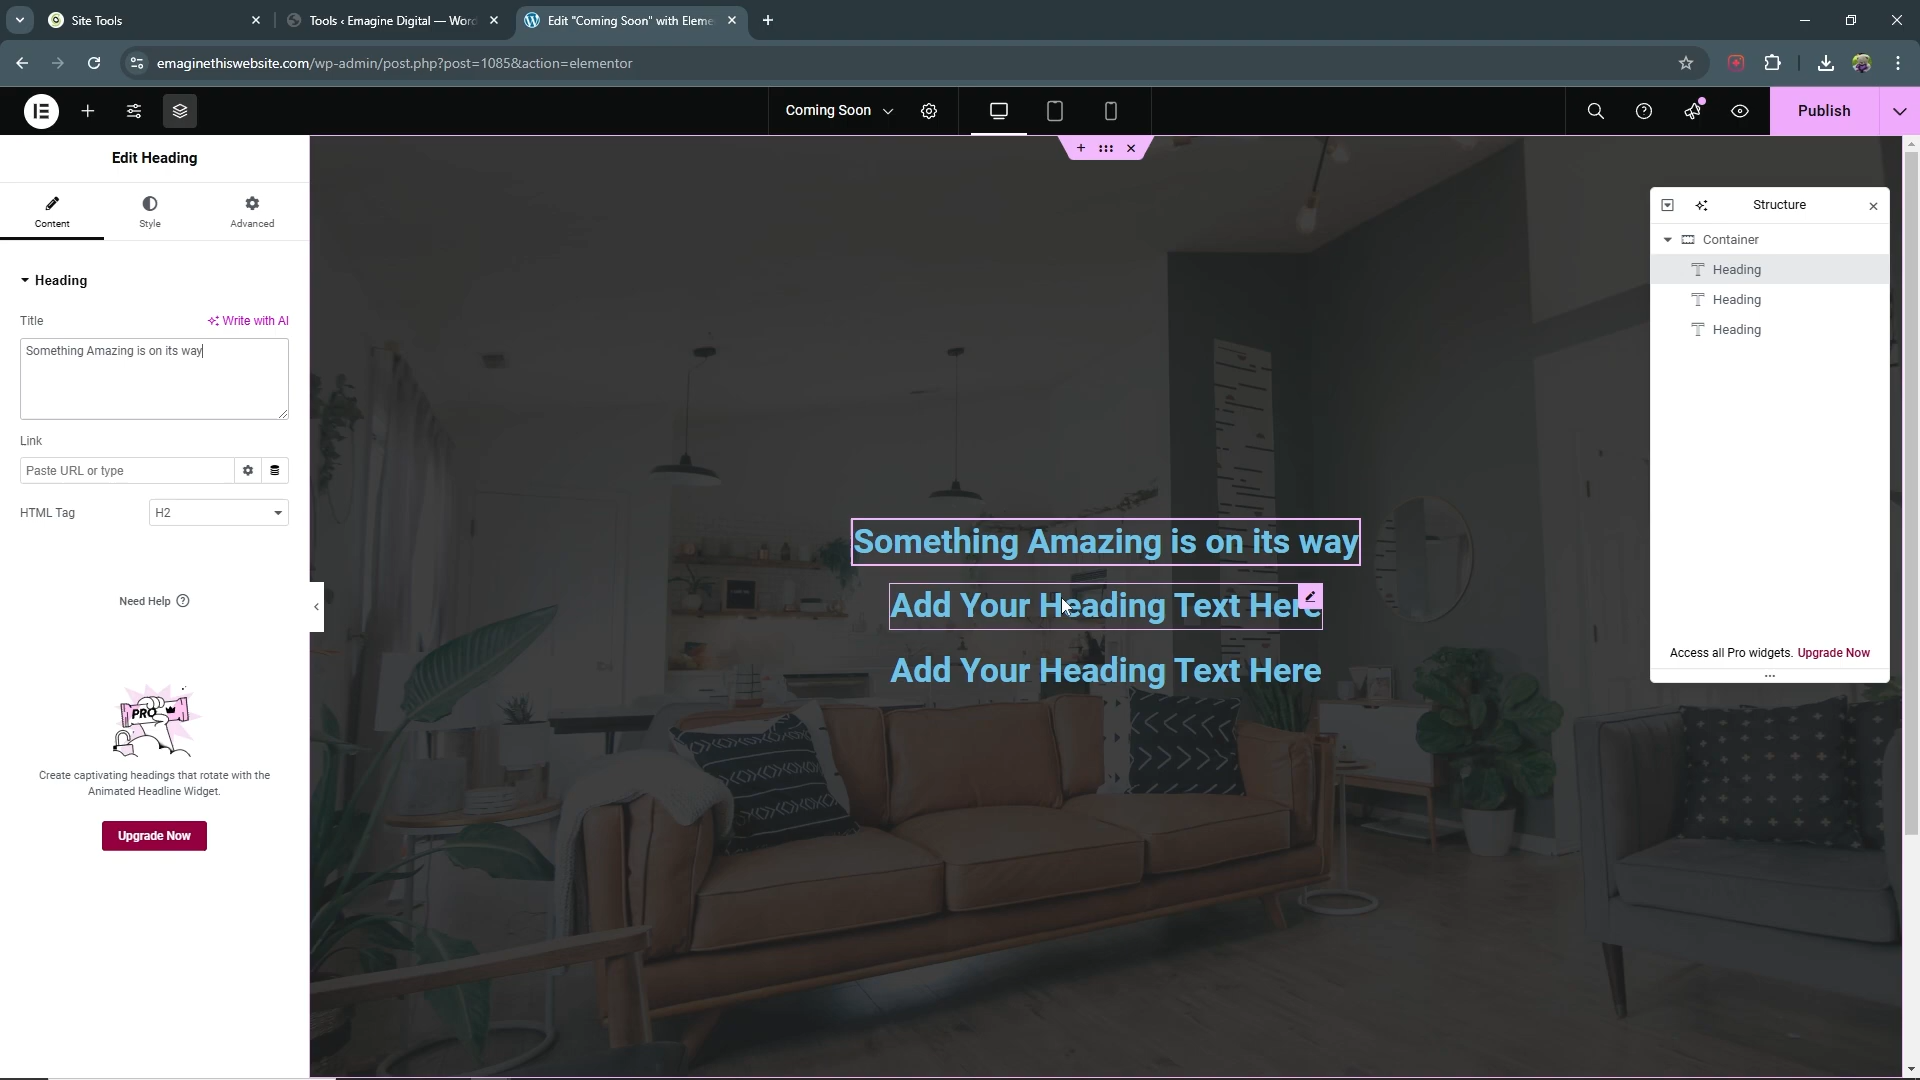 Site Tools
Tools ‹ Emagine Digital — Word
Edit "Coming Soon" with Eleme
emaginethiswebsite.com/wp-admin/post.php?post=1085&action=elementor
Coming Soon
Publish
Edit Heading
Content
Style
Advanced
Heading
Title
Write with AI
Something Amazing is on its way
Link
Paste URL or type
HTML Tag
H2
Need Help
PRO
Create captivating headings that rotate with the
Animated Headline Widget.
Upgrade Now
Something Amazing is on its way
Add Your Heading Text Here
Add Your Heading Text Here
Structure
Container
Heading
Heading
Heading
Access all Pro widgets. Upgrade Now